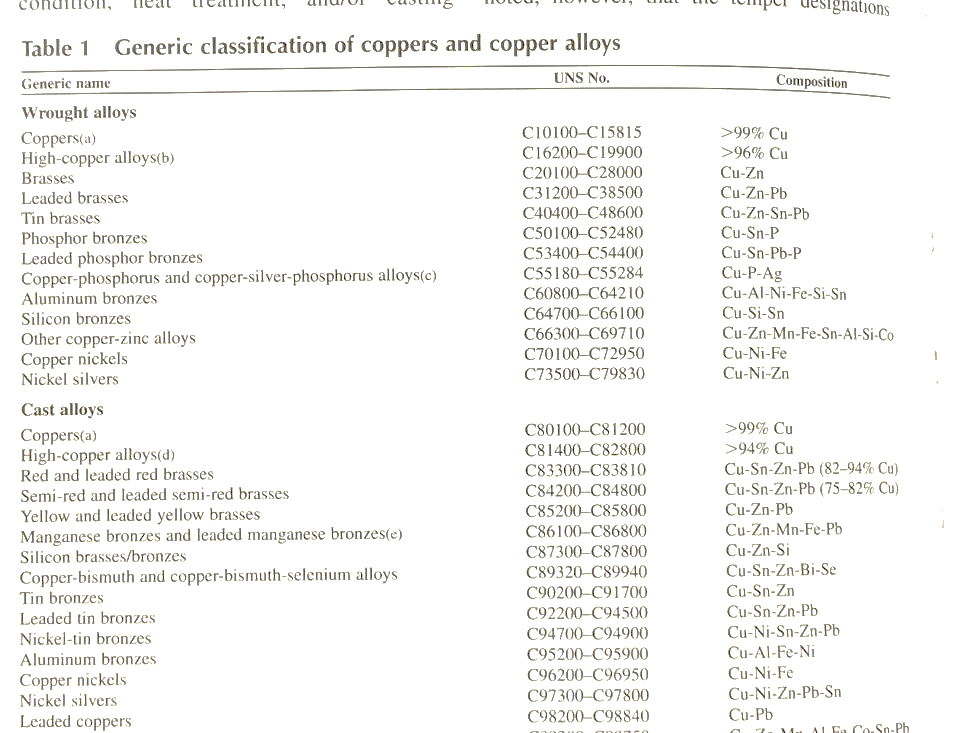 condition, heat treatment, and/or casting noted, however, that the temper designations
Table 1 Generic classification of coppers and copper alloys
Generic name UNS No. Composition
Wrought alloys
Coppers(a) C10100–C15815 >99% Cu
High-copper alloys(b) C16200–C19900 >96% Cu
Brasses C20100–C28000 Cu-Zn
Leaded brasses C31200–C38500 Cu-Zn-Pb
Tin brasses C40400–C48600 Cu-Zn-Sn-Pb
Phosphor bronzes C50100–C52480 Cu-Sn-P
Leaded phosphor bronzes C53400–C54400 Cu-Sn-Pb-P
Copper-phosphorus and copper-silver-phosphorus alloys(c) C55180–C55284 Cu-P-Ag
Aluminum bronzes C60800–C64210 Cu-Al-Ni-Fe-Si-Sn
Silicon bronzes C64700–C66100 Cu-Si-Sn
Other copper-zinc alloys C66300–C69710 Cu-Zn-Mn-Fe-Sn-Al-Si-Co
Copper nickels C70100–C72950 Cu-Ni-Fe
Nickel silvers C73500–C79830 Cu-Ni-Zn
Cast alloys
Coppers(a) C80100–C81200 >99% Cu
High-copper alloys(d) C81400–C82800 >94% Cu
Red and leaded red brasses C83300–C83810 Cu-Sn-Zn-Pb (82–94% Cu)
Semi-red and leaded semi-red brasses C84200–C84800 Cu-Sn-Zn-Pb (75–82% Cu)
Yellow and leaded yellow brasses C85200–C85800 Cu-Zn-Pb
Manganese bronzes and leaded manganese bronzes(e) C86100–C86800 Cu-Zn-Mn-Fe-Pb
Silicon brasses/bronzes C87300–C87800 Cu-Zn-Si
Copper-bismuth and copper-bismuth-selenium alloys C89320–C89940 Cu-Sn-Zn-Bi-Se
Tin bronzes C90200–C91700 Cu-Sn-Zn
Leaded tin bronzes C92200–C94500 Cu-Sn-Zn-Pb
Nickel-tin bronzes C94700–C94900 Cu-Ni-Sn-Zn-Pb
Aluminum bronzes C95200–C95900 Cu-Al-Fe-Ni
Copper nickels C96200–C96950 Cu-Ni-Fe
Nickel silvers C97300–C97800 Cu-Ni-Zn-Pb-Sn
Leaded coppers C98200–C98840 Cu-Pb